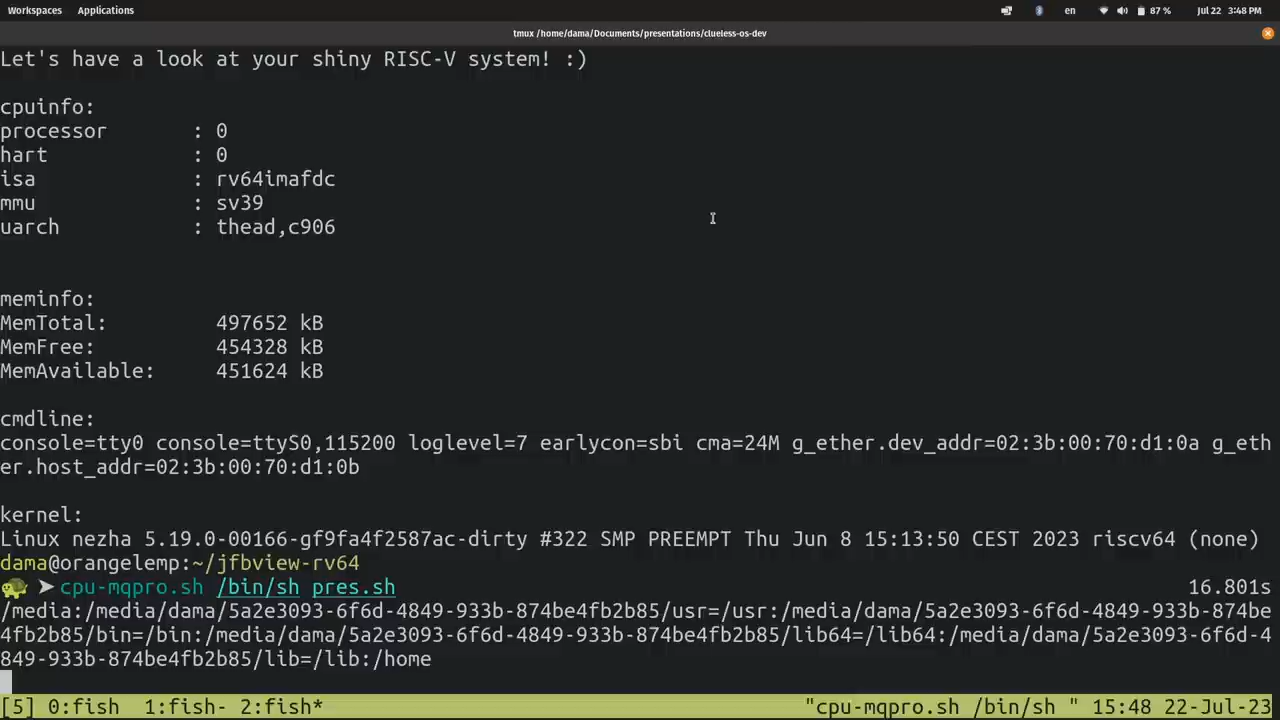 Workspaces Applications en 87 % Jul 22 3:48 PM
tmux /home/dama/Documents/presentations/clueless-os-dev
Let's have a look at your shiny RISC-V system! :)
cpuinfo:
processor : 0
hart : 0
isa : rv64imafdc
mmu : sv39
uarch : thead,c906
meminfo:
MemTotal: 497652 kB
MemFree: 454328 kB
MemAvailable: 451624 kB
cmdline:
console=tty0 console=ttyS0,115200 loglevel=7 earlycon=sbi cma=24M g_ether.dev_addr=02:3b:00:70:d1:0a g_eth
er.host_addr=02:3b:00:70:d1:0b
kernel:
Linux nezha 5.19.0-00166-gf9fa4f2587ac-dirty #322 SMP PREEMPT Thu Jun 8 15:13:50 CEST 2023 riscv64 (none)
dama@orangelemp:~/jfbview-rv64
🐢 ➤ cpu-mqpro.sh /bin/sh pres.sh 16.801s
/media:/media/dama/5a2e3093-6f6d-4849-933b-874be4fb2b85/usr=/usr:/media/dama/5a2e3093-6f6d-4849-933b-874be
4fb2b85/bin=/bin:/media/dama/5a2e3093-6f6d-4849-933b-874be4fb2b85/lib64=/lib64:/media/dama/5a2e3093-6f6d-4
849-933b-874be4fb2b85/lib=/lib:/home
[5] 0:fish 1:fish- 2:fish* "cpu-mqpro.sh /bin/sh " 15:48 22-Jul-23